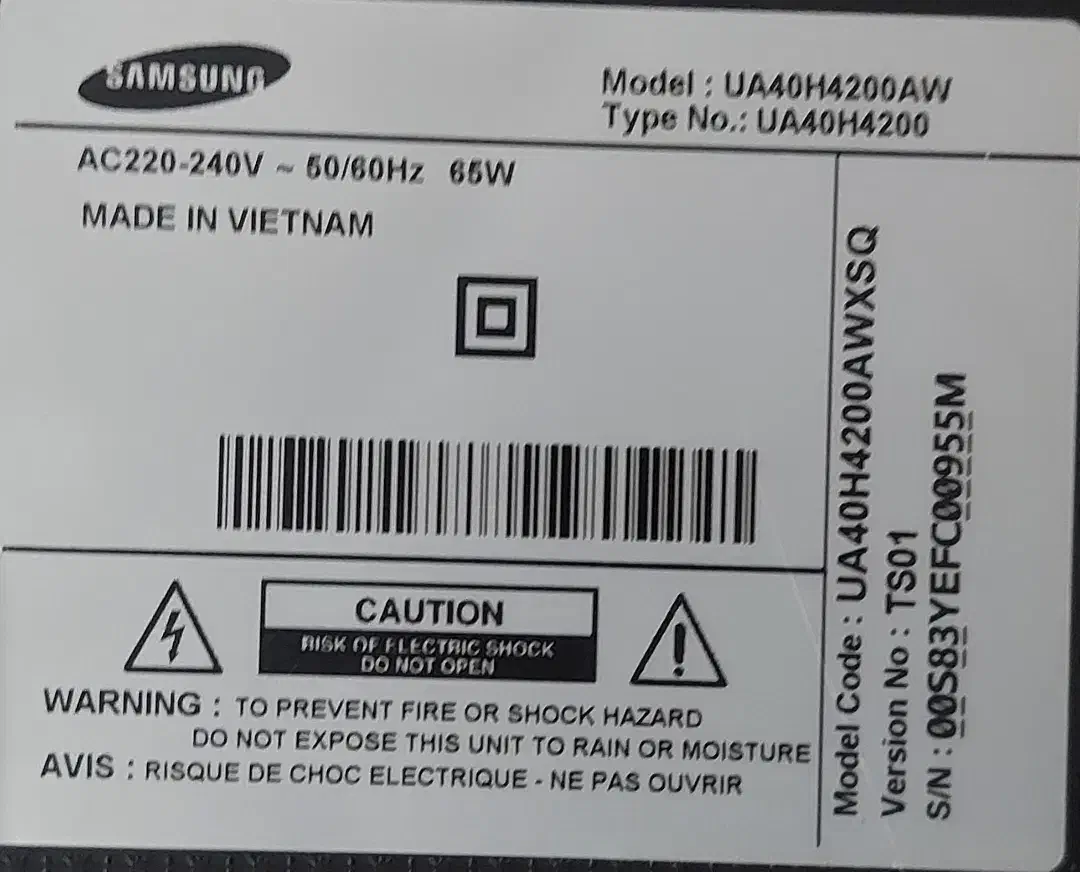 SAMSUNG
Model : UA40H4200AW
Type No.: UA40H4200
AC220-240V ~ 50/60Hz 65W
MADE IN VIETNAM
CAUTION
RISK OF ELECTRIC SHOCK
DO NOT OPEN
WARNING : TO PREVENT FIRE OR SHOCK HAZARD
DO NOT EXPOSE THIS UNIT TO RAIN OR MOISTURE
AVIS : RISQUE DE CHOC ELECTRIQUE - NE PAS OUVRIR
Model Code : UA40H4200AWXSQ
Version No : TS01
S/N : 00S83YEFC00955M